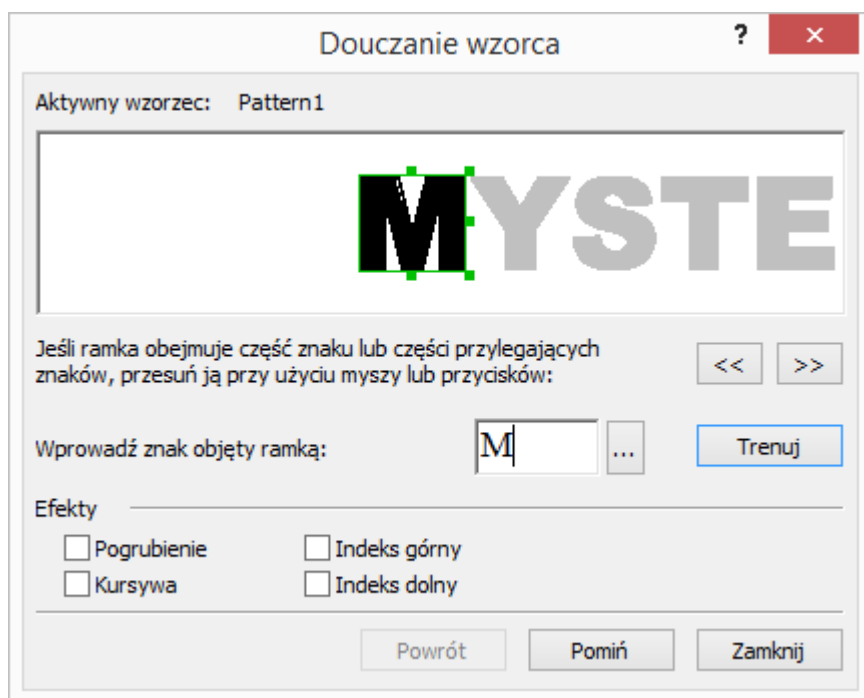 Douczanie wzorca ? ×
Aktywny wzorzec: Pattern1
MYSTE
Jeśli ramka obejmuje część znaku lub części przylegających
znaków, przesuń ją przy użyciu myszy lub przycisków: << >>
Wprowadź znak objęty ramką: M ... Trenuj
Efekty
Pogrubienie Indeks górny
Kursywa Indeks dolny
Powrót Pomiń Zamknij